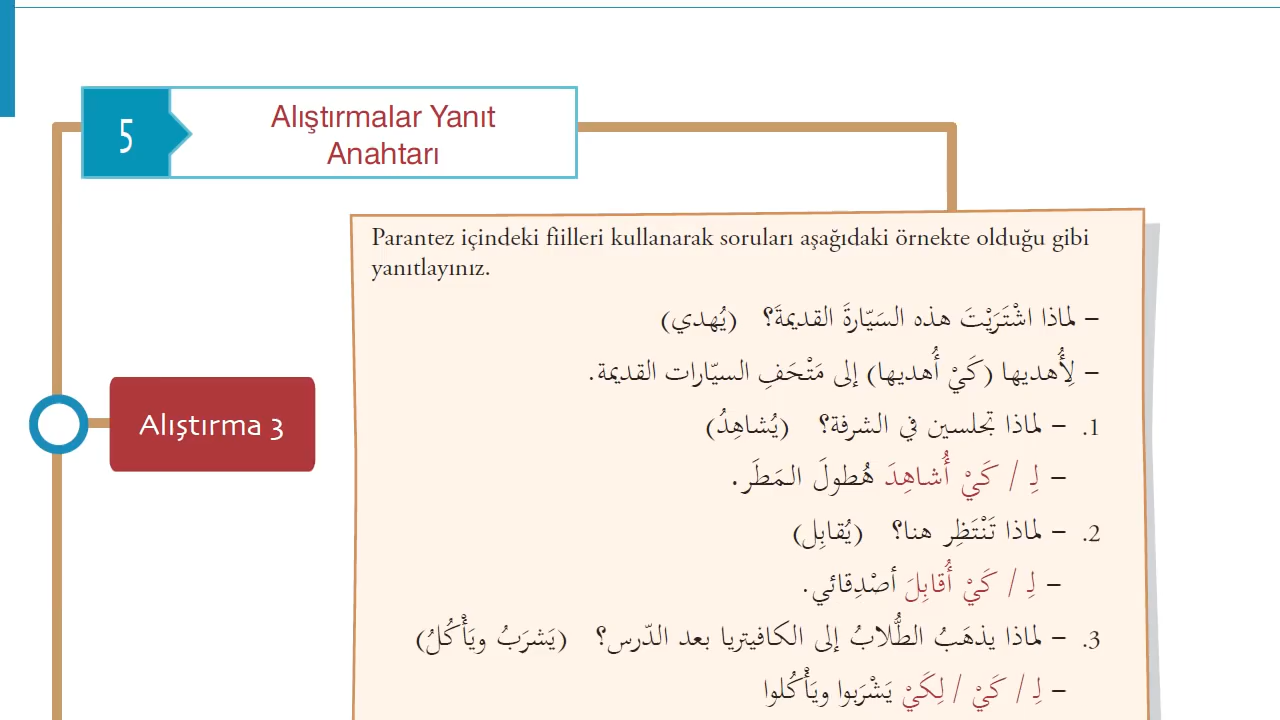 5
Alıştırmalar Yanıt
Anahtarı
Parantez içindeki fiilleri kullanarak soruları aşağıdaki örnekte olduğu gibi
yanıtlayınız.
– لماذا اشْتَرَيْتَ هذه السَيّارةَ القديمةَ؟ (يُهدي)
– لِأُهديها (كَيْ أُهديها) إلى مَتْحَفِ السيّارات القديمة.
Alıştırma 3
1. – لماذا تجلسين في الشرفة؟ (يُشاهِدُ)
– لِـ / كَيْ أُشاهِدَ هُطولَ المَطَر.
2. – لماذا تَنْتَظِر هنا؟ (يُقابِل)
– لِـ / كَيْ أُقابِلَ أصْدِقائي.
3. – لماذا يذهَبُ الطُّلابُ إلى الكافيتريا بعد الدّرس؟ (يَشرَبُ ويَأْكُلُ)
– لِـ / كَيْ / لِكَيْ يَشْرَبوا ويَأْكُلوا